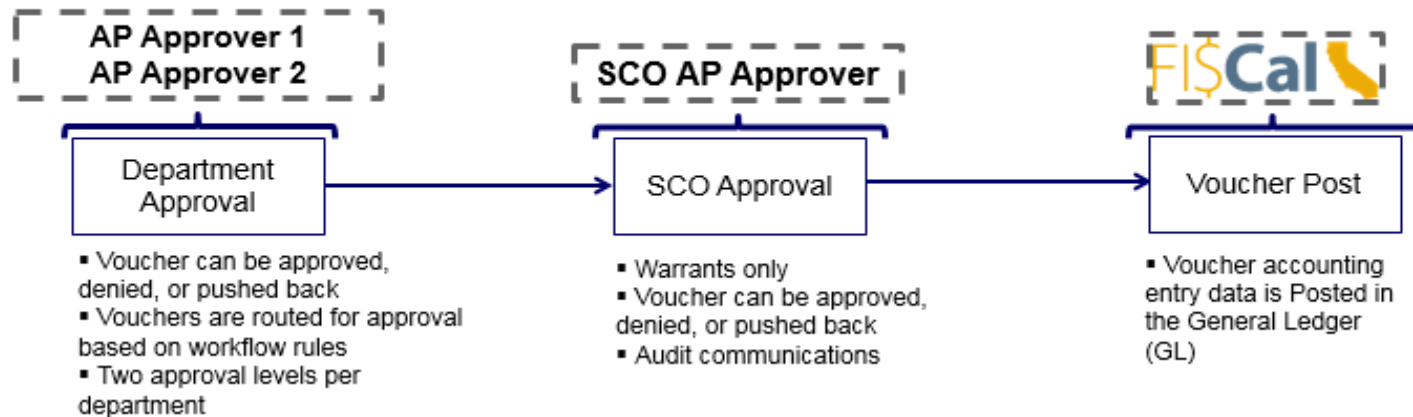 AP Approver 1
AP Approver 2
SCO AP Approver
FI$Cal
Department
Approval
SCO Approval
Voucher Post
▪ Voucher can be approved,
denied, or pushed back
▪ Vouchers are routed for approval
based on workflow rules
▪ Two approval levels per
department
▪ Warrants only
▪ Voucher can be approved,
denied, or pushed back
▪ Audit communications
▪ Voucher accounting
entry data is Posted in
the General Ledger
(GL)